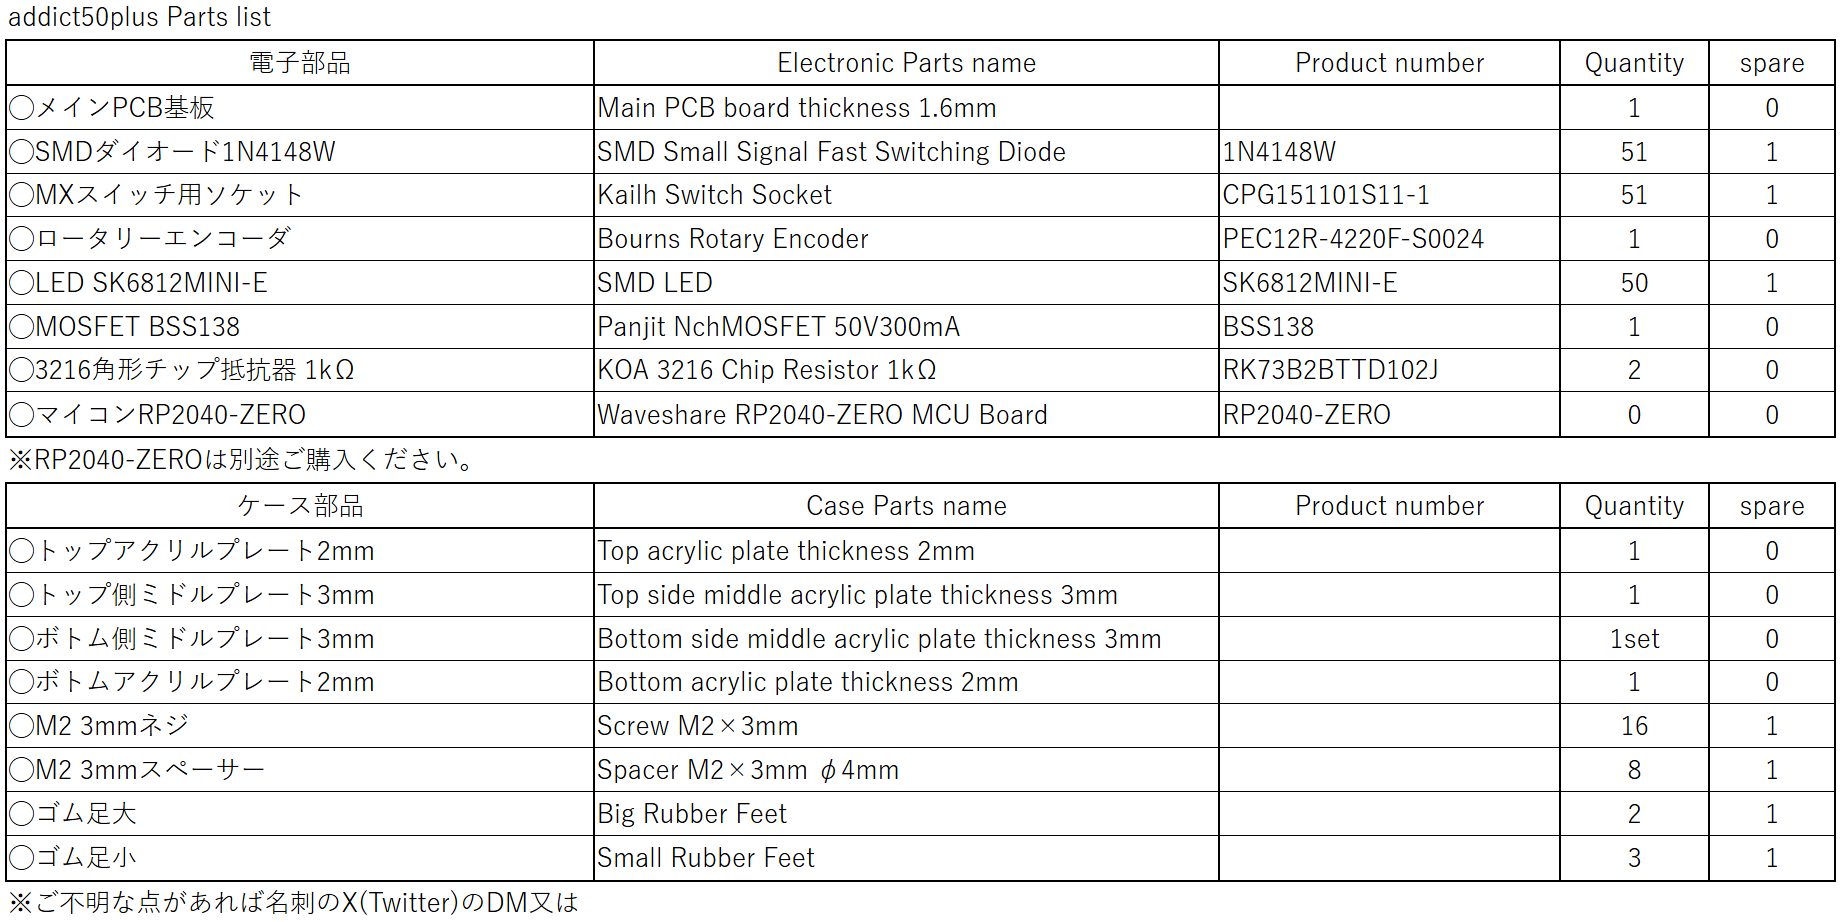 addict50plus Parts list
電子部品 Electronic Parts name Product number Quantity spare
○メインPCB基板 Main PCB board thickness 1.6mm 1 0
○SMDダイオード1N4148W SMD Small Signal Fast Switching Diode 1N4148W 51 1
○MXスイッチ用ソケット Kailh Switch Socket CPG151101S11-1 51 1
○ロータリーエンコーダ Bourns Rotary Encoder PEC12R-4220F-S0024 1 0
○LED SK6812MINI-E SMD LED SK6812MINI-E 50 1
○MOSFET BSS138 Panjit NchMOSFET 50V300mA BSS138 1 0
○3216角形チップ抵抗器 1kΩ KOA 3216 Chip Resistor 1kΩ RK73B2BTTD102J 2 0
○マイコンRP2040-ZERO Waveshare RP2040-ZERO MCU Board RP2040-ZERO 0 0
※RP2040-ZEROは別途ご購入ください。
ケース部品 Case Parts name Product number Quantity spare
○トップアクリルプレート2mm Top acrylic plate thickness 2mm 1 0
○トップ側ミドルプレート3mm Top side middle acrylic plate thickness 3mm 1 0
○ボトム側ミドルプレート3mm Bottom side middle acrylic plate thickness 3mm 1set 0
○ボトムアクリルプレート2mm Bottom acrylic plate thickness 2mm 1 0
○M2 3mmネジ Screw M2×3mm 16 1
○M2 3mmスペーサー Spacer M2×3mm φ4mm 8 1
○ゴム足大 Big Rubber Feet 2 1
○ゴム足小 Small Rubber Feet 3 1
※ご不明な点があれば名刺のX(Twitter)のDM又は